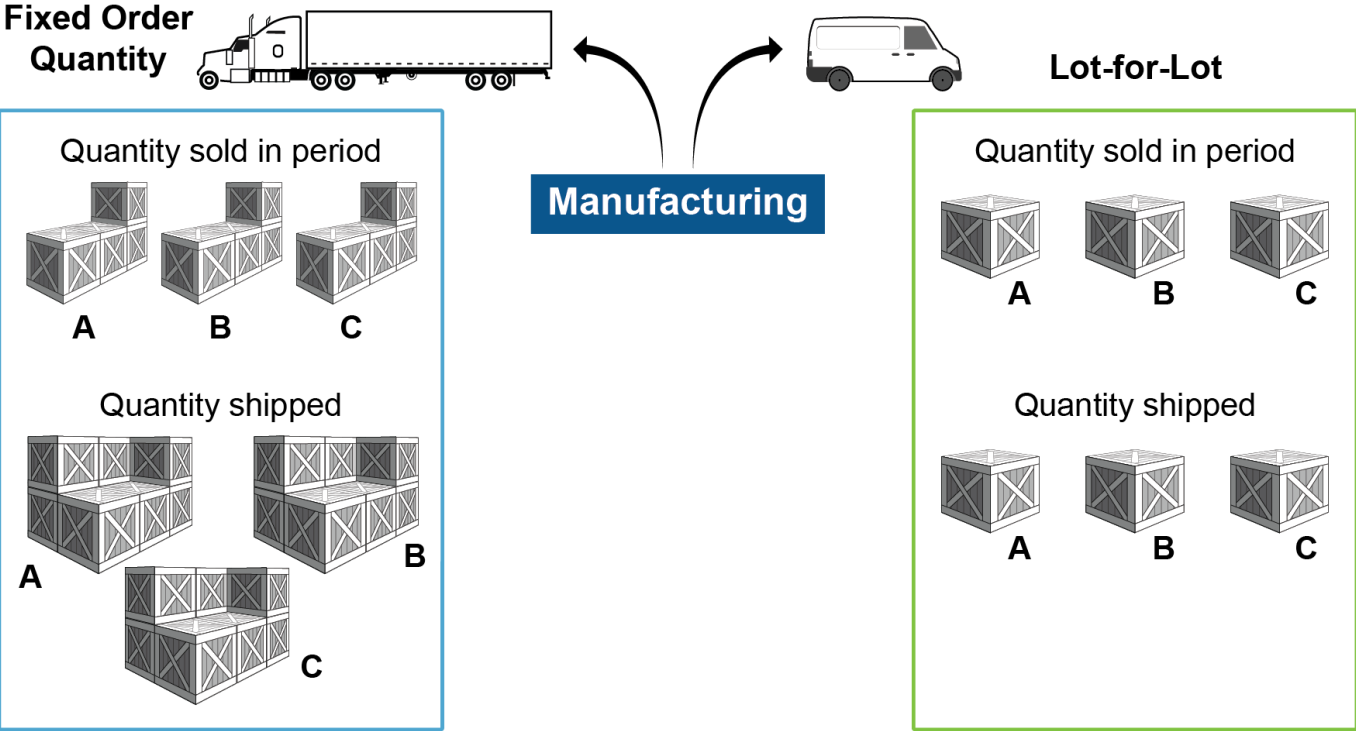 Fixed Order
Quantity
Lot-for-Lot
Manufacturing
Quantity sold in period
A B C
Quantity shipped
A
B
C
Quantity sold in period
A B C
Quantity shipped
A B C